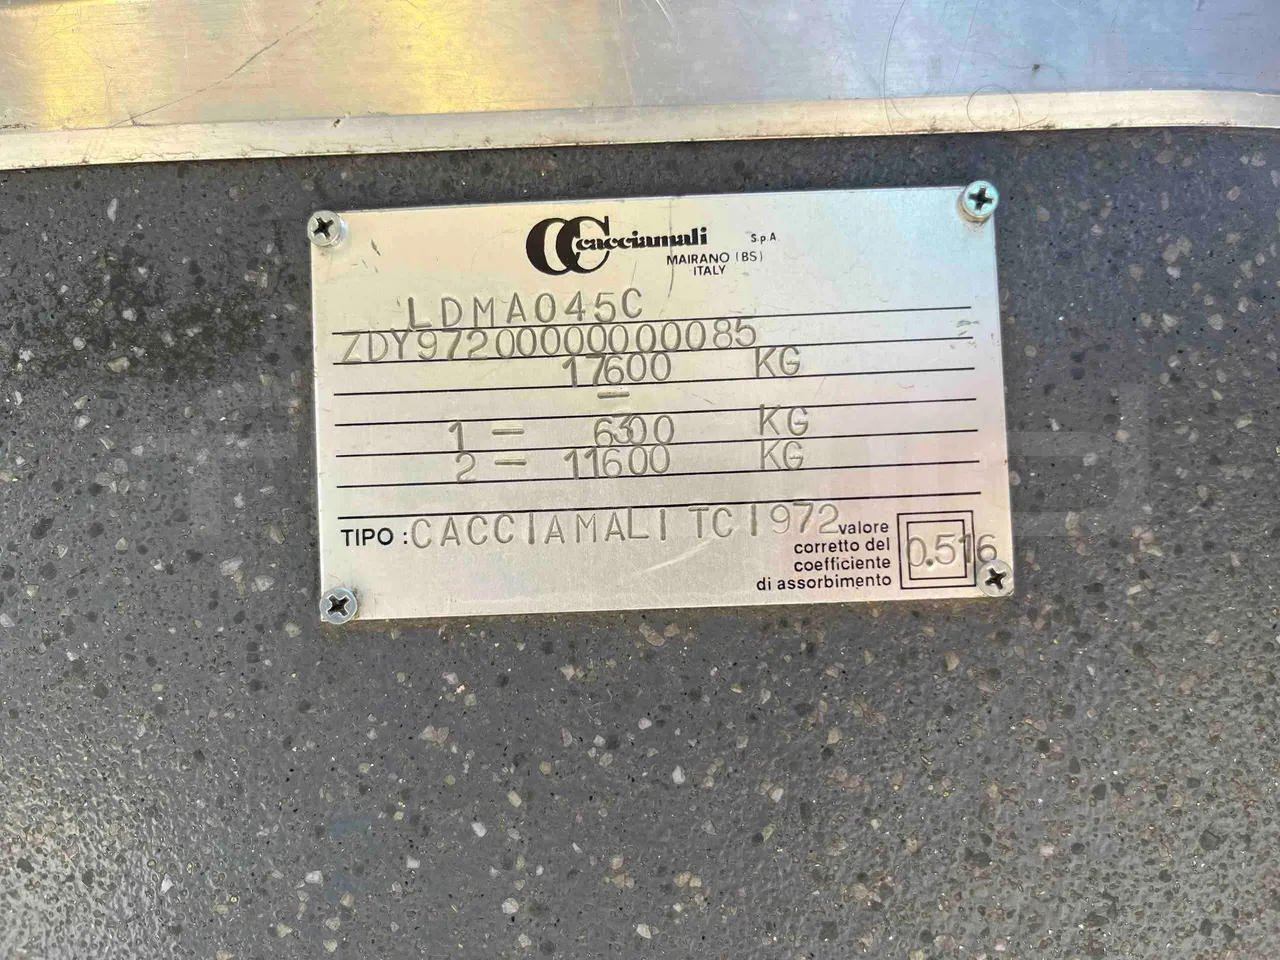 cacciamali S.p.A.
MAIRANO (BS)
ITALY
LDMA045C
ZDY97200000000085
17600 KG
—
1 — 6300 KG
2 — 11600 KG
TIPO : CACCIAMALI TCI972
valore
corretto del
coefficiente
di assorbimento
0.516